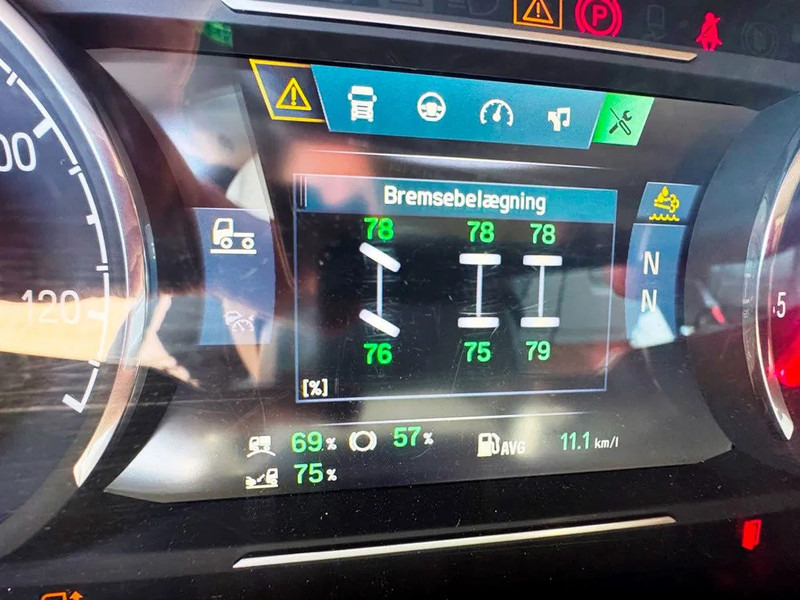 00
120
Bremsebelægning
78 78 78
76 75 79
[%]
N
N
5
P
69% 57% AVG 11.1 km/l
75%